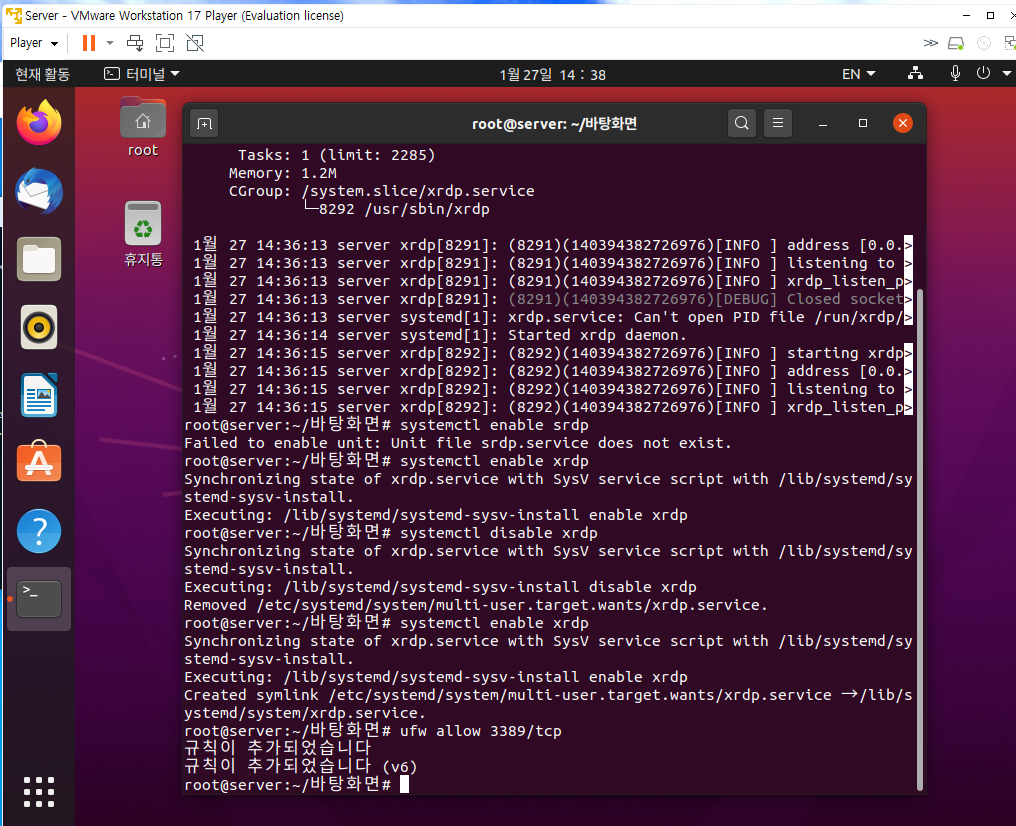 Server - VMware Workstation 17 Player (Evaluation license)
Player
현재 활동
터미널
1월 27일 14 : 38
EN
root
휴지통
root@server: ~/바탕화면
Tasks: 1 (limit: 2285)
Memory: 1.2M
CGroup: /system.slice/xrdp.service
└─8292 /usr/sbin/xrdp
1월 27 14:36:13 server xrdp[8291]: (8291)(140394382726976)[INFO ] address [0.0.>
1월 27 14:36:13 server xrdp[8291]: (8291)(140394382726976)[INFO ] listening to >
1월 27 14:36:13 server xrdp[8291]: (8291)(140394382726976)[INFO ] xrdp_listen_p>
1월 27 14:36:13 server xrdp[8291]: (8291)(140394382726976)[DEBUG] Closed socket>
1월 27 14:36:13 server systemd[1]: xrdp.service: Can't open PID file /run/xrdp/>
1월 27 14:36:14 server systemd[1]: Started xrdp daemon.
1월 27 14:36:15 server xrdp[8292]: (8292)(140394382726976)[INFO ] starting xrdp>
1월 27 14:36:15 server xrdp[8292]: (8292)(140394382726976)[INFO ] address [0.0.>
1월 27 14:36:15 server xrdp[8292]: (8292)(140394382726976)[INFO ] listening to >
1월 27 14:36:15 server xrdp[8292]: (8292)(140394382726976)[INFO ] xrdp_listen_p>
root@server:~/바탕화면# systemctl enable srdp
Failed to enable unit: Unit file srdp.service does not exist.
root@server:~/바탕화면# systemctl enable xrdp
Synchronizing state of xrdp.service with SysV service script with /lib/systemd/sy
stemd-sysv-install.
Executing: /lib/systemd/systemd-sysv-install enable xrdp
root@server:~/바탕화면# systemctl disable xrdp
Synchronizing state of xrdp.service with SysV service script with /lib/systemd/sy
stemd-sysv-install.
Executing: /lib/systemd/systemd-sysv-install disable xrdp
Removed /etc/systemd/system/multi-user.target.wants/xrdp.service.
root@server:~/바탕화면# systemctl enable xrdp
Synchronizing state of xrdp.service with SysV service script with /lib/systemd/sy
stemd-sysv-install.
Executing: /lib/systemd/systemd-sysv-install enable xrdp
Created symlink /etc/systemd/system/multi-user.target.wants/xrdp.service → /lib/s
ystemd/system/xrdp.service.
root@server:~/바탕화면# ufw allow 3389/tcp
규칙이 추가되었습니다
규칙이 추가되었습니다 (v6)
root@server:~/바탕화면#